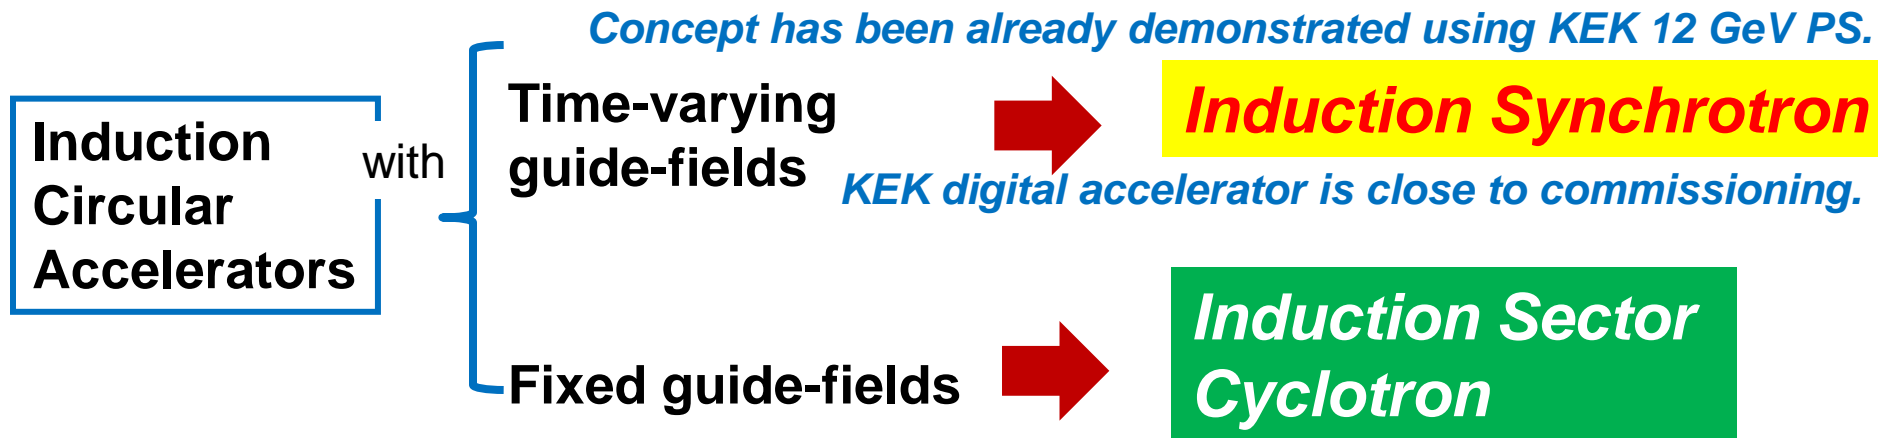 Concept has been already demonstrated using KEK 12 GeV PS.
Induction
Circular
Accelerators
with
Time-varying
guide-fields
Induction Synchrotron
KEK digital accelerator is close to commissioning.
Fixed guide-fields
Induction Sector
Cyclotron